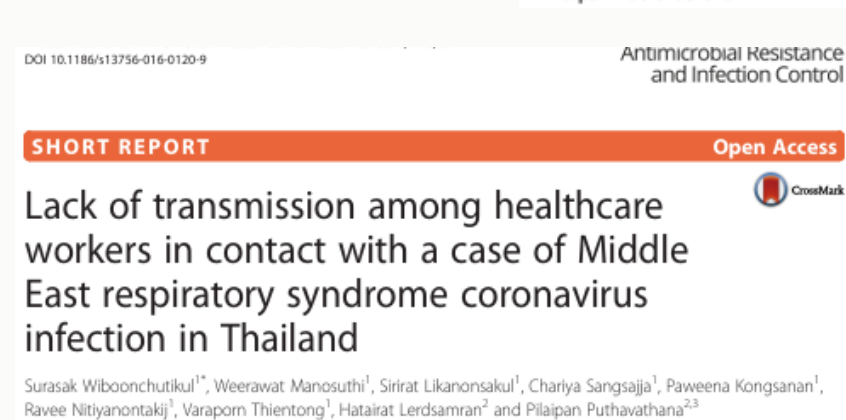 DOI 10.1186/s13756-016-0120-9
Antimicrobial Resistance
and Infection Control
SHORT REPORT
Open Access
CrossMark
Lack of transmission among healthcare
workers in contact with a case of Middle
East respiratory syndrome coronavirus
infection in Thailand
Surasak Wiboonchutikul1*, Weerawat Manosuthi1, Sirirat Likanonsakul1, Chariya Sangsajja1, Paweena Kongsanan1,
Ravee Nitiyanontakij1, Varaporn Thientong1, Hatairat Lerdsamran2 and Pilaipan Puthavathana2,3